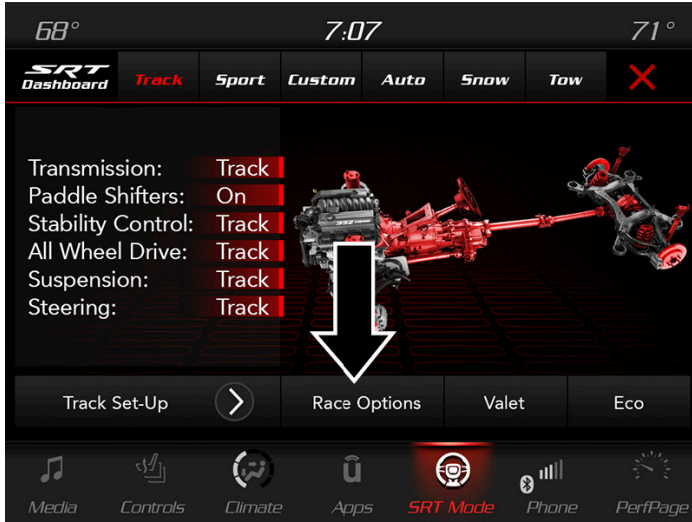 68° 7:07 71°
SRT Dashboard Track Sport Custom Auto Snow Tow X
Transmission: Track
Paddle Shifters: On
Stability Control: Track
All Wheel Drive: Track
Suspension: Track
Steering: Track
392
Track Set-Up > Race Options Valet Eco
Media Controls Climate Apps SRT Mode Phone PerfPage